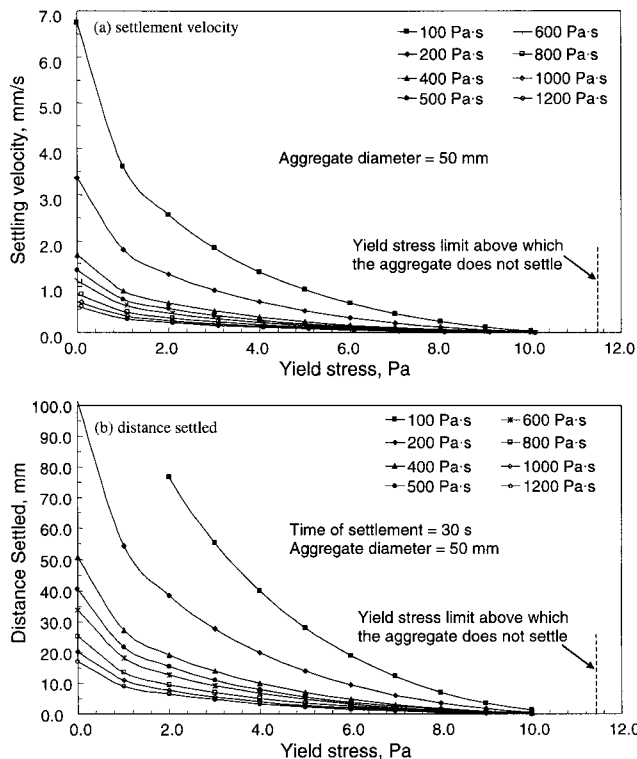 (a) settlement velocity
100 Pa·s
200 Pa·s
400 Pa·s
500 Pa·s
600 Pa·s
800 Pa·s
1000 Pa·s
1200 Pa·s
Settling velocity, mm/s
7.0
6.0
5.0
4.0
3.0
2.0
1.0
0.0
Aggregate diameter = 50 mm
Yield stress limit above which
the aggregate does not settle
0.0 2.0 4.0 6.0 8.0 10.0 12.0
Yield stress, Pa
(b) distance settled
100 Pa·s
200 Pa·s
400 Pa·s
500 Pa·s
600 Pa·s
800 Pa·s
1000 Pa·s
1200 Pa·s
Distance Settled, mm
100.0
90.0
80.0
70.0
60.0
50.0
40.0
30.0
20.0
10.0
0.0
Time of settlement = 30 s
Aggregate diameter = 50 mm
Yield stress limit above which
the aggregate does not settle
0.0 2.0 4.0 6.0 8.0 10.0 12.0
Yield stress, Pa